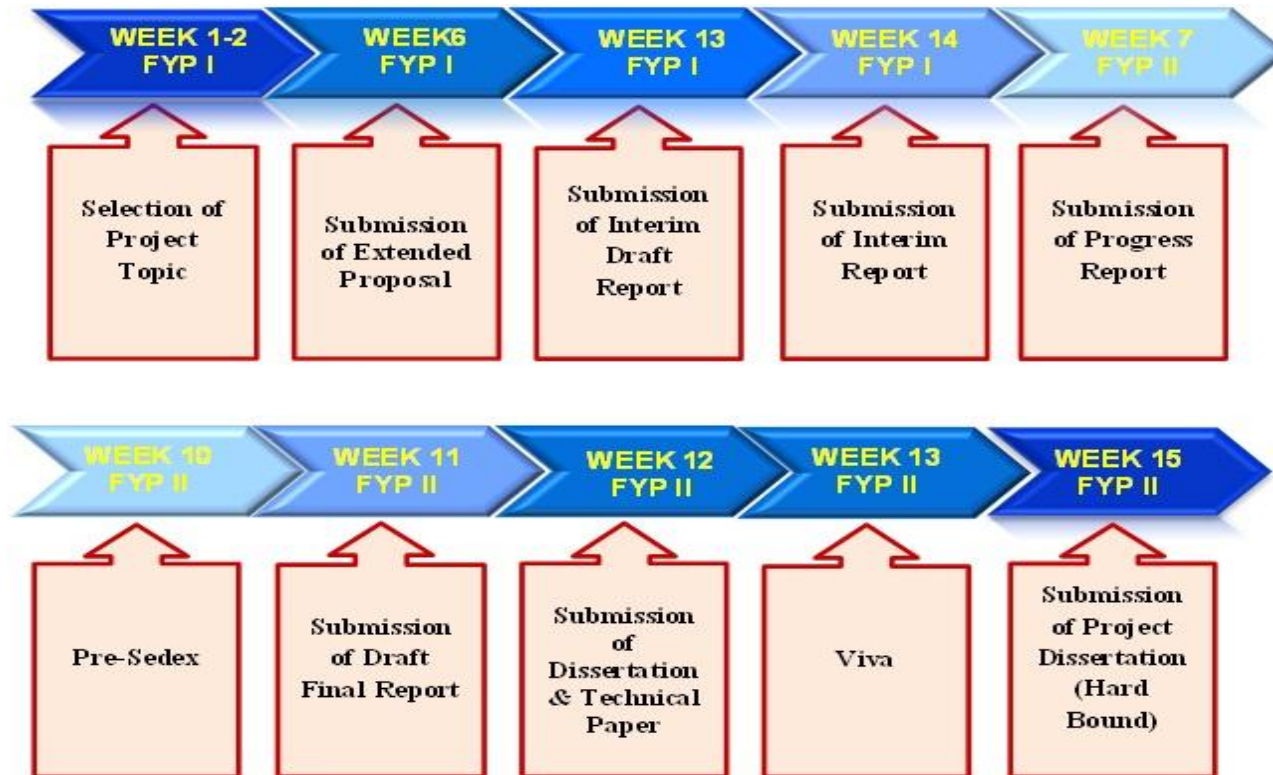 WEEK 1-2
FYP I
WEEK6
FYP I
WEEK 13
FYP I
WEEK 14
FYP I
WEEK 7
FYP II
Selection of
Project
Topic
Submission
of Extended
Proposal
Submission
of Interim
Draft
Report
Submission
of Interim
Report
Submission
of Progress
Report
WEEK 10
FYP II
WEEK 11
FYP II
WEEK 12
FYP II
WEEK 13
FYP II
WEEK 15
FYP II
Pre-Sedex
Submission
of Draft
Final Report
Submission
of
Dissertation
& Technical
Paper
Viva
Submission
of Project
Dissertation
(Hard
Bound)